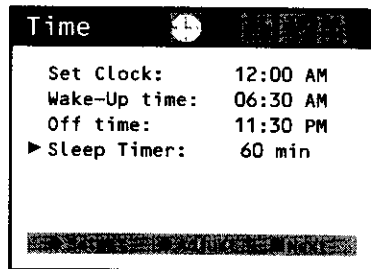 Time
Set Clock: 12:00 AM
Wake-Up time: 06:30 AM
Off time: 11:30 PM
▶ Sleep Timer: 60 min